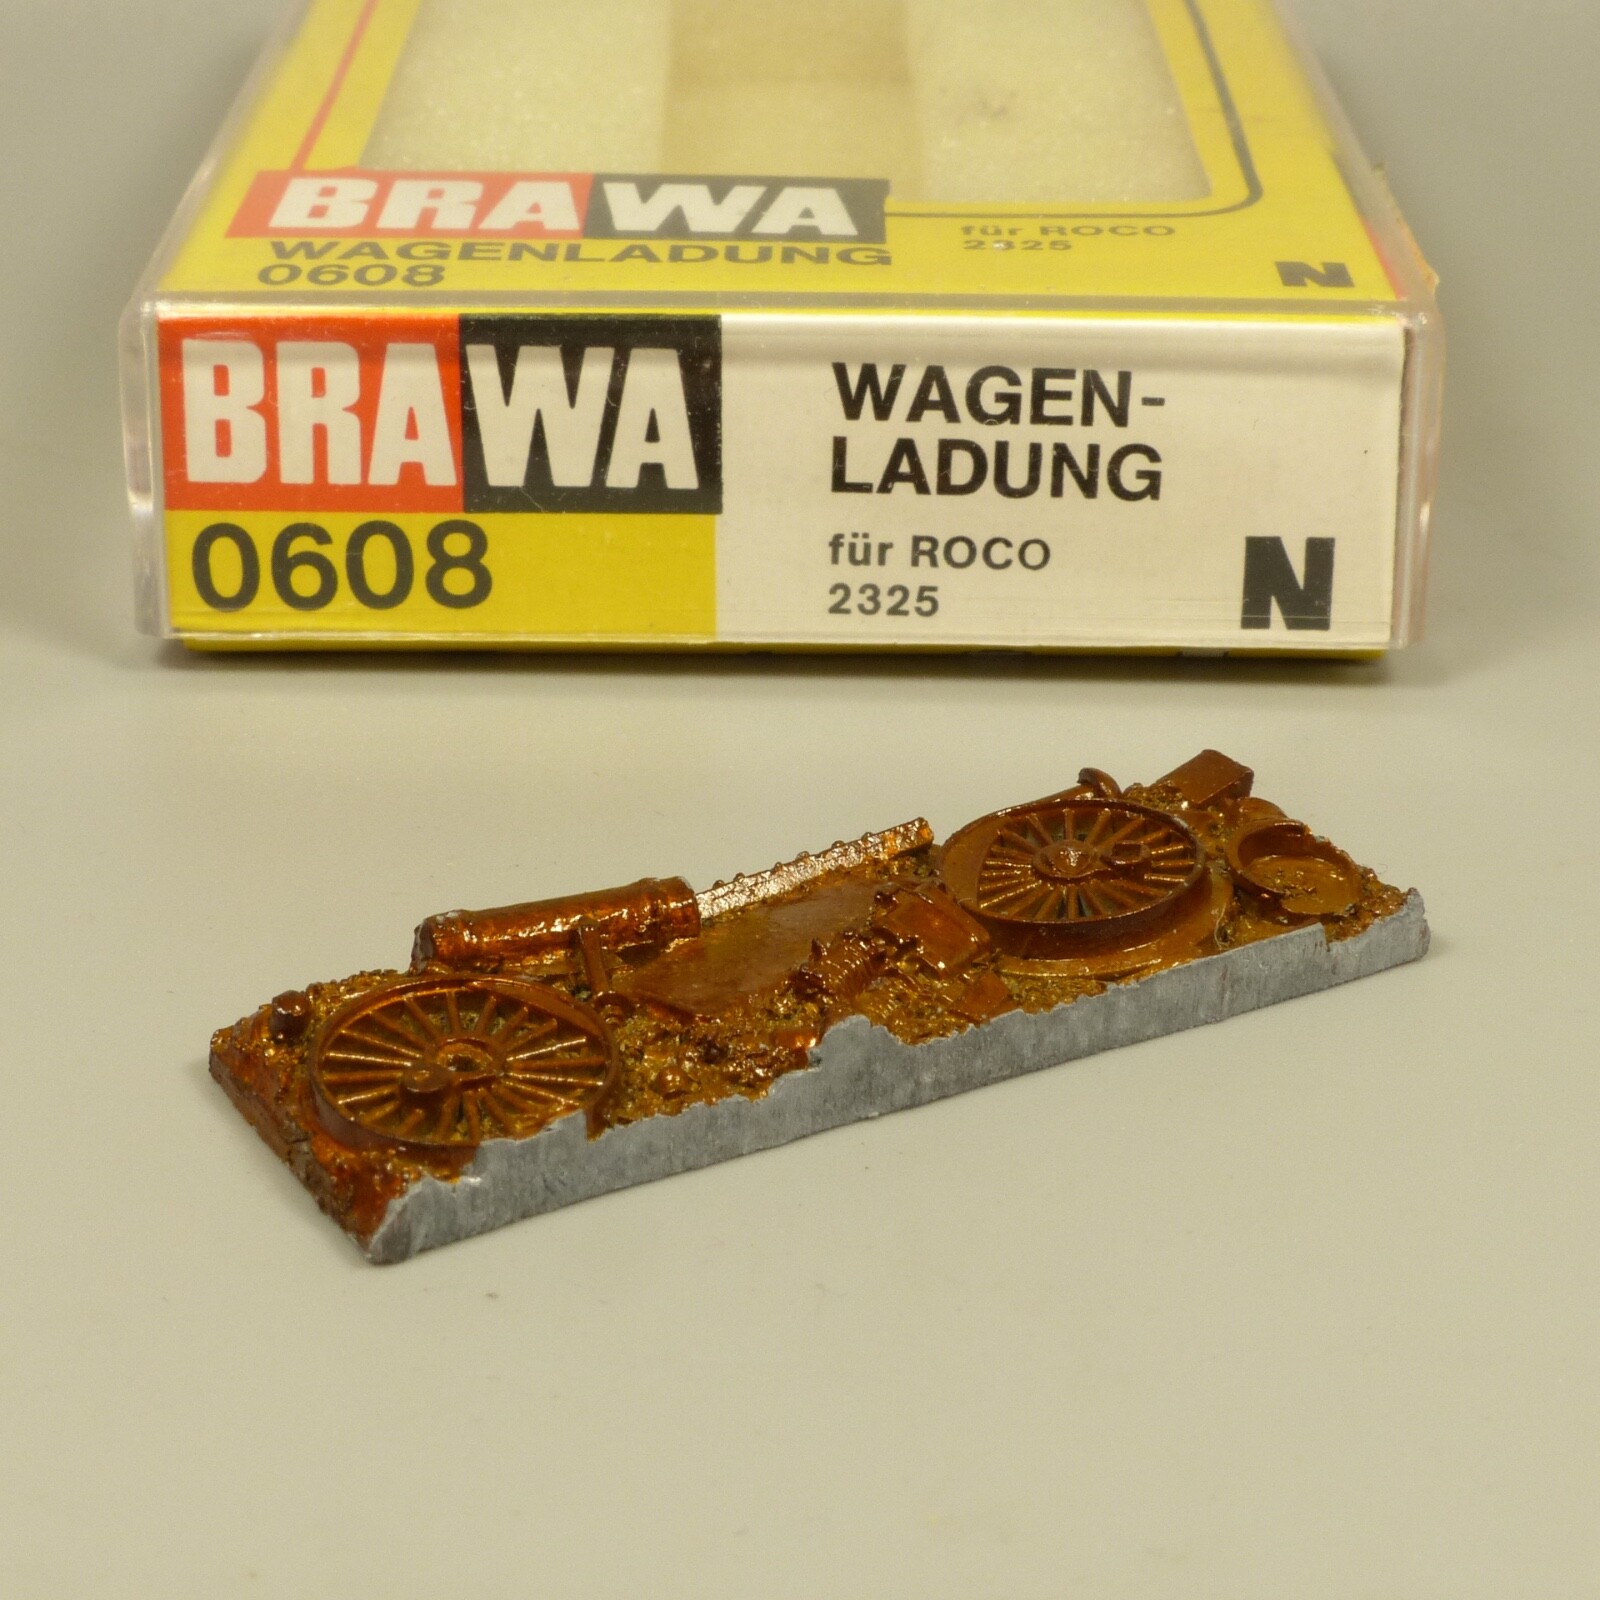 BRAWA
WAGENLADUNG
0608
für ROCO
2325
N
BRAWA
0608
WAGEN-
LADUNG
für ROCO
2325
N